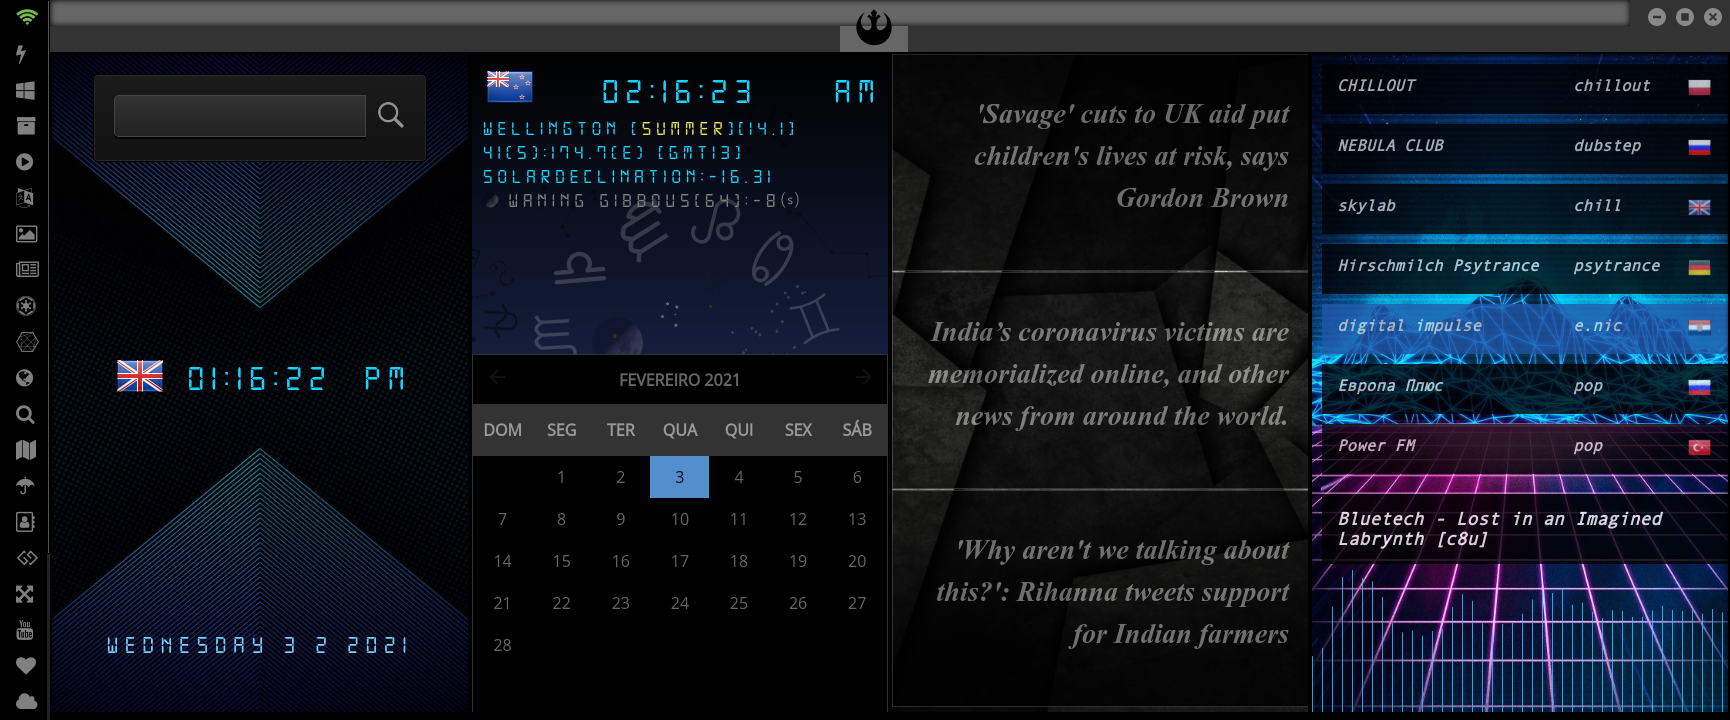 01:16:22 PM
WEDNESDAY 3 2 2021
02:16:23 AM
WELLINGTON [SUMMER][14.1]
41(S):174.7(E) [GMT13]
SOLARDECLINATION:-16.31
WANING GIBBOUS[64]:-8(s)
FEVEREIRO 2021
DOM SEG TER QUA QUI SEX SÁB
1 2 3 4 5 6
7 8 9 10 11 12 13
14 15 16 17 18 19 20
21 22 23 24 25 26 27
28
'Savage' cuts to UK aid put
children's lives at risk, says
Gordon Brown
India’s coronavirus victims are
memorialized online, and other
news from around the world.
'Why aren't we talking about
this?': Rihanna tweets support
for Indian farmers
CHILLOUT chillout
NEBULA CLUB dubstep
skylab chill
Hirschmilch Psytrance psytrance
digital impulse e.nic
Европа Плюс pop
Power FM pop
Bluetech - Lost in an Imagined
Labrynth [c8u]
You
Tube